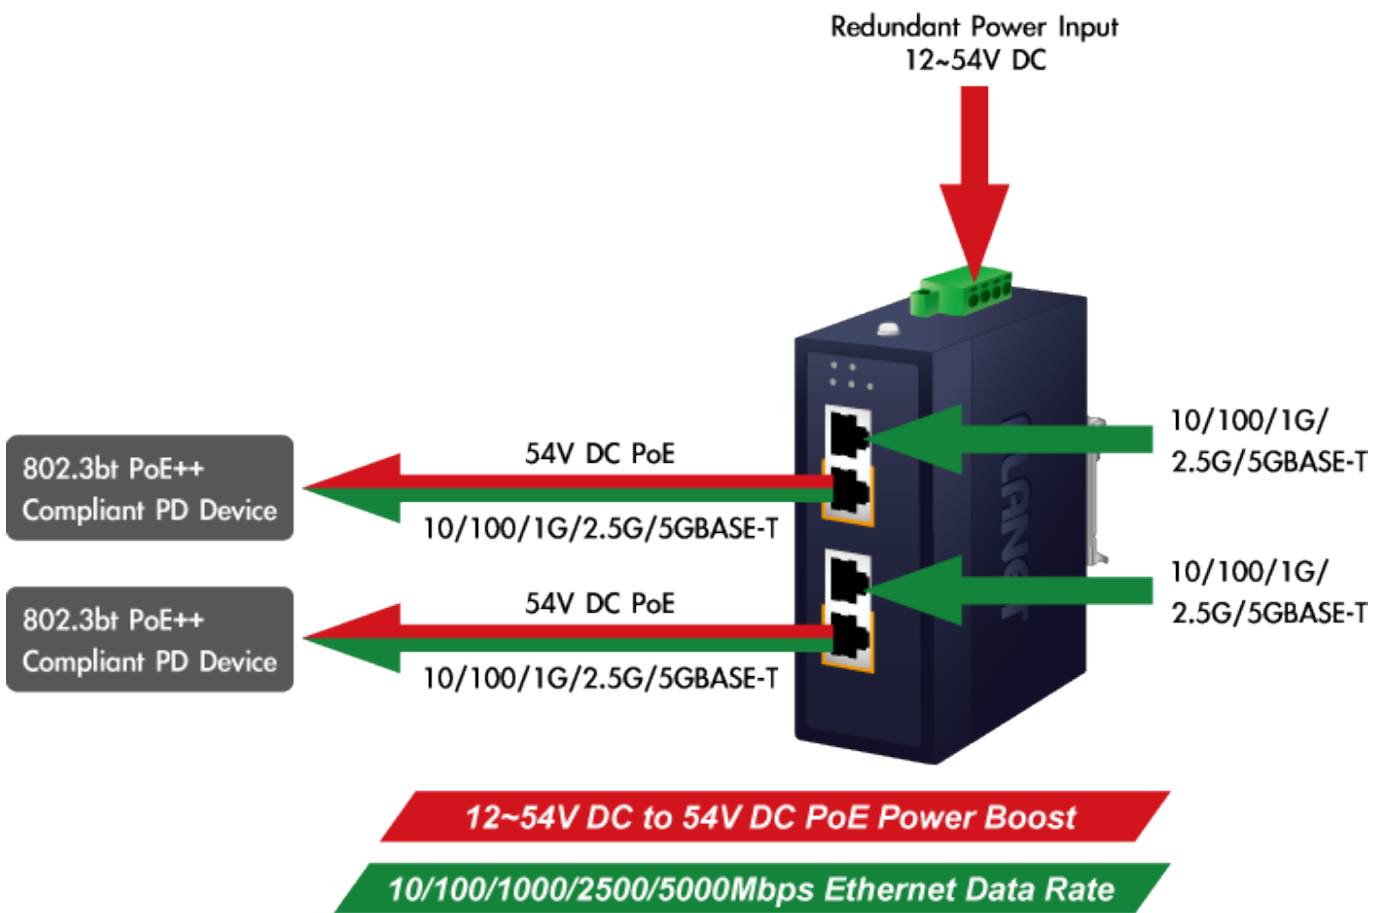 Redundant Power Input
12~54V DC
10/100/1G/
2.5G/5GBASE-T
54V DC PoE
802.3bt PoE++
Compliant PD Device
10/100/1G/2.5G/5GBASE-T
PLANET
10/100/1G/
2.5G/5GBASE-T
54V DC PoE
802.3bt PoE++
Compliant PD Device
10/100/1G/2.5G/5GBASE-T
12~54V DC to 54V DC PoE Power Boost
10/100/1000/2500/5000Mbps Ethernet Data Rate